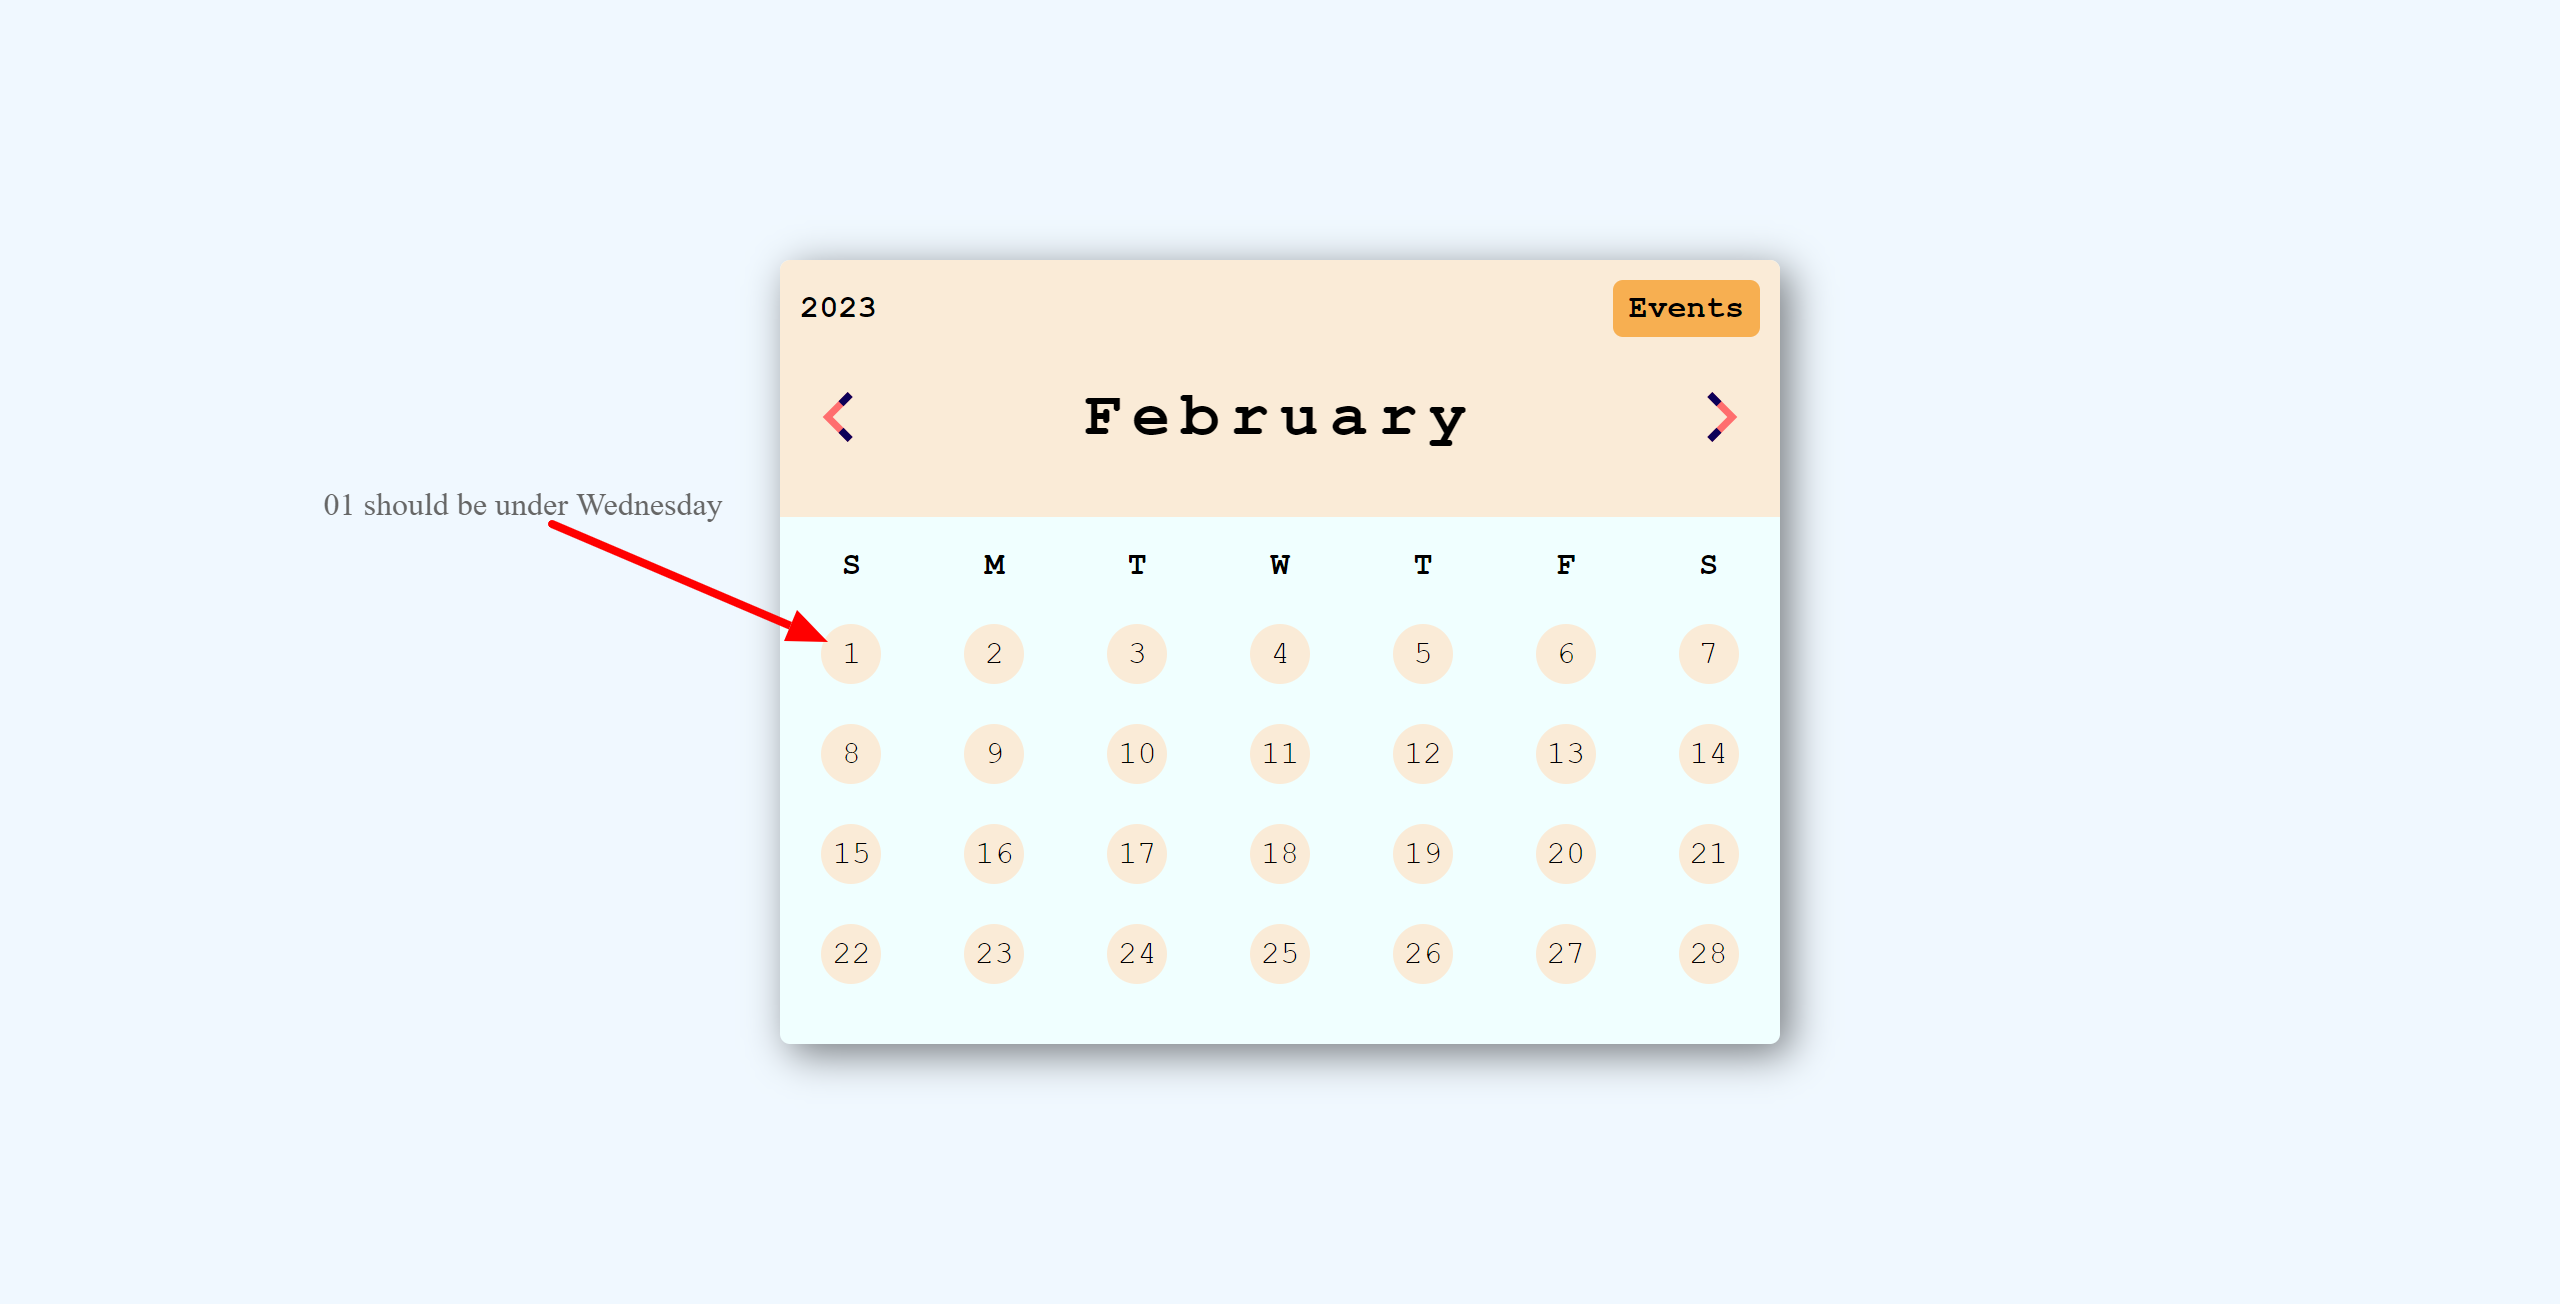 2023 Events
February
01 should be under Wednesday
S M T W T F S
1 2 3 4 5 6 7
8 9 10 11 12 13 14
15 16 17 18 19 20 21
22 23 24 25 26 27 28